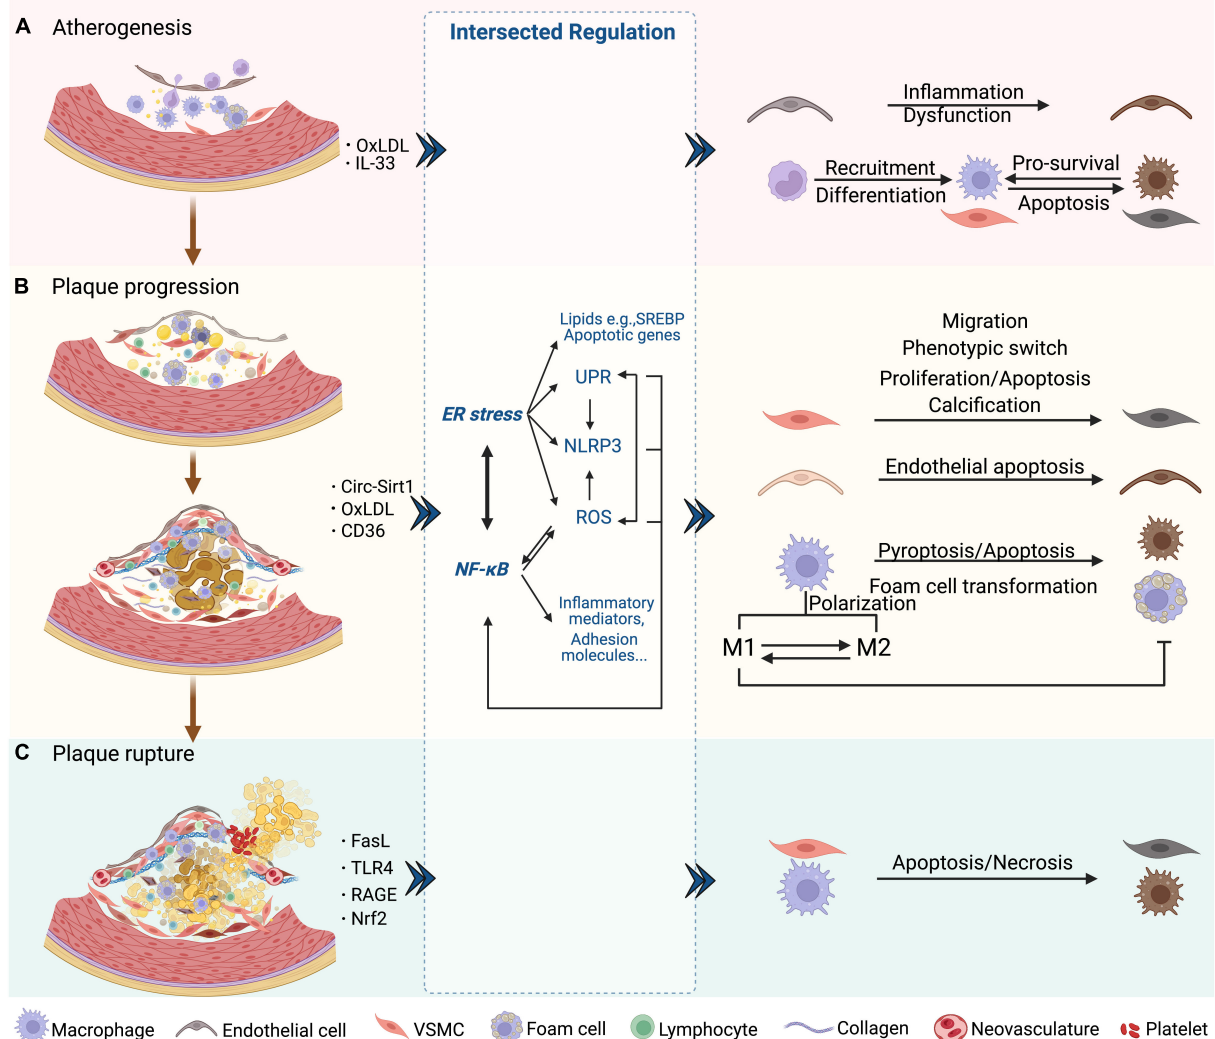 A Atherogenesis
Intersected Regulation
· OxLDL
· IL-33
Inflammation
Dysfunction
Recruitment
Differentiation
Pro-survival
Apoptosis
B Plaque progression
· Circ-Sirt1
· OxLDL
· CD36
Lipids e.g.,SREBP
Apoptotic genes
UPR
ER stress
NLRP3
ROS
NF-κB
Inflammatory
mediators,
Adhesion
molecules...
Migration
Phenotypic switch
Proliferation/Apoptosis
Calcification
Endothelial apoptosis
Pyroptosis/Apoptosis
Foam cell transformation
Polarization
M1 M2
C Plaque rupture
· FasL
· TLR4
· RAGE
· Nrf2
Apoptosis/Necrosis
Macrophage Endothelial cell VSMC Foam cell Lymphocyte Collagen Neovasculature Platelet